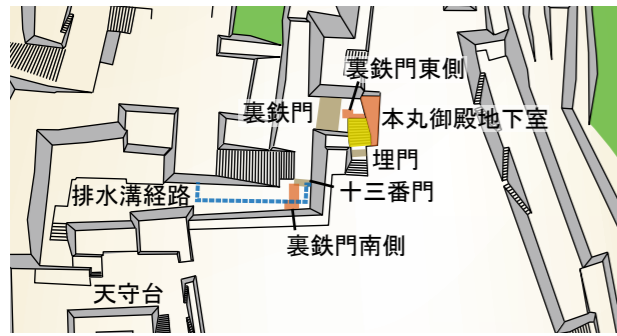 裏鉄門東側
裏鉄門
本丸御殿地下室
埋門
排水溝経路
十三番門
裏鉄門南側
天守台